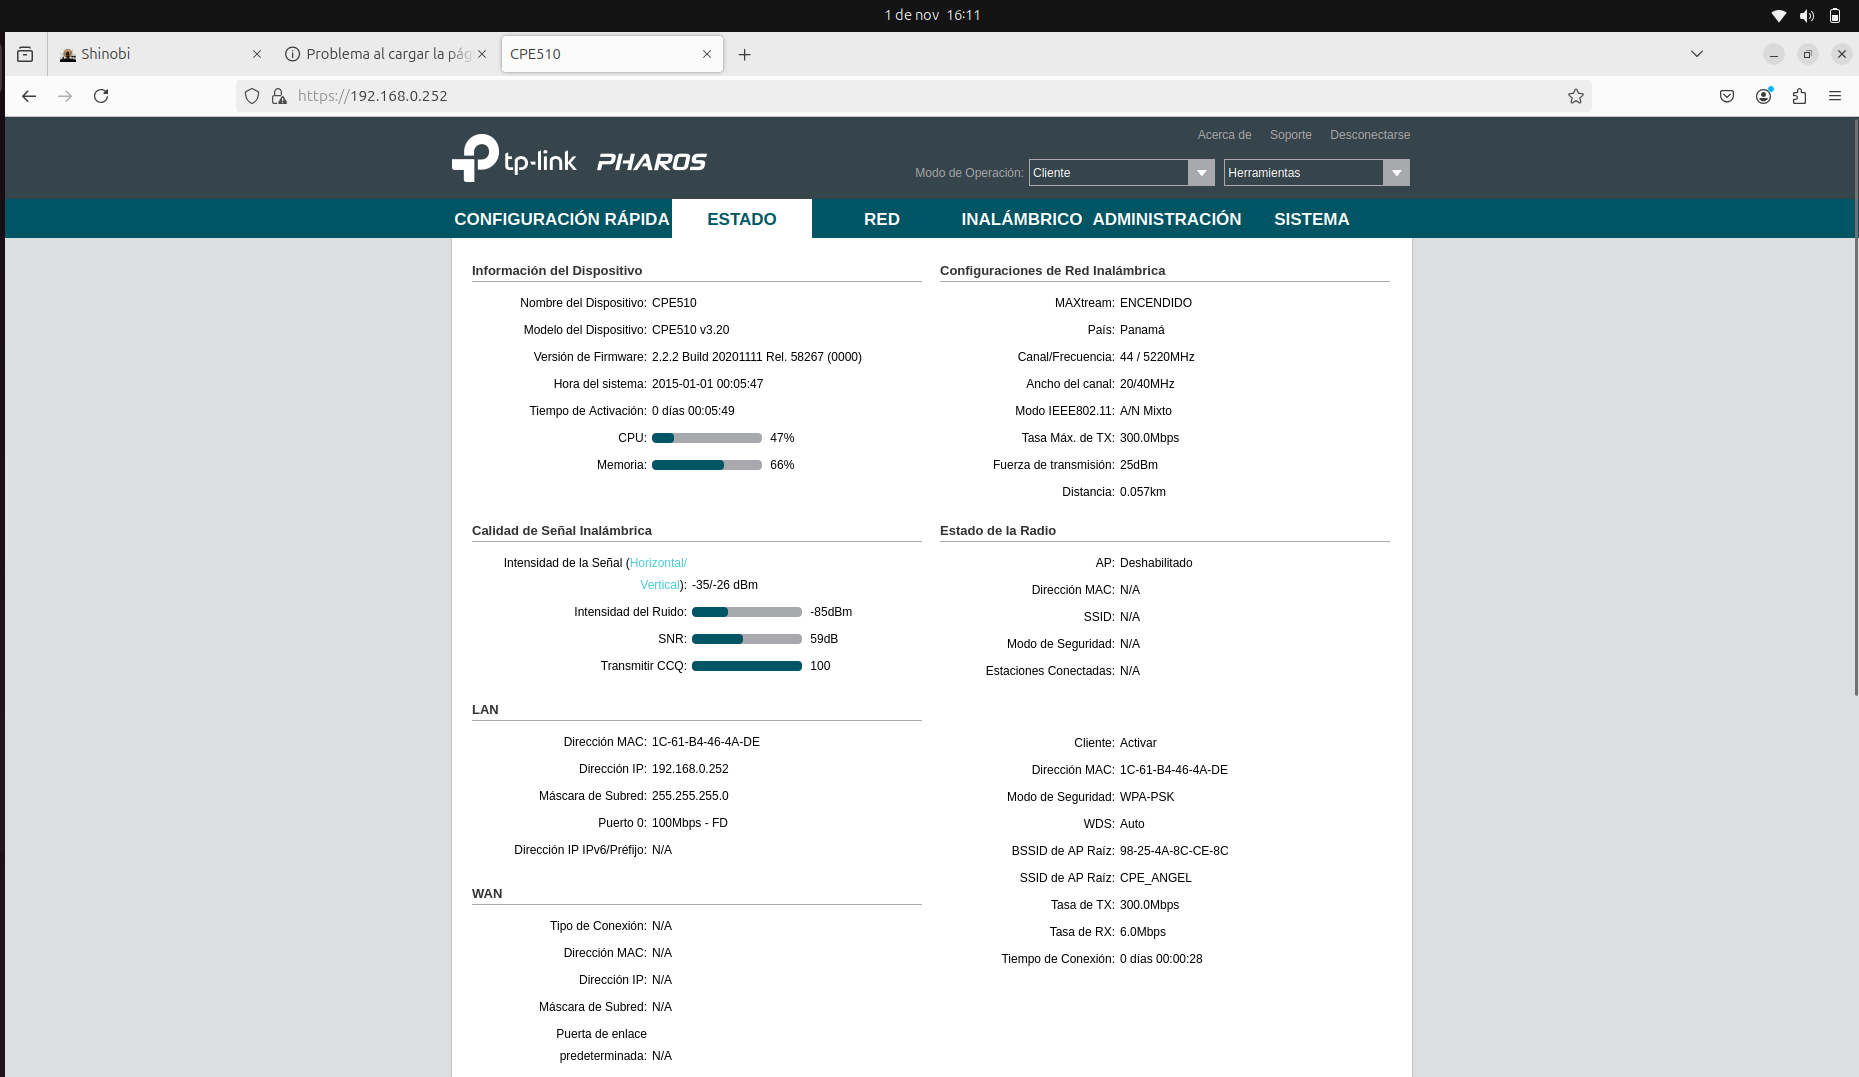 1 de nov 16:11
Shinobi
Problema al cargar la pág
CPE510
https://192.168.0.252
Acerca de Soporte Desconectarse
tp-link PHAROS
Modo de Operación: Cliente Herramientas
CONFIGURACIÓN RÁPIDA ESTADO RED INALÁMBRICO ADMINISTRACIÓN SISTEMA
Información del Dispositivo
Nombre del Dispositivo: CPE510
Modelo del Dispositivo: CPE510 v3.20
Versión de Firmware: 2.2.2 Build 20201111 Rel. 58267 (0000)
Hora del sistema: 2015-01-01 00:05:47
Tiempo de Activación: 0 días 00:05:49
CPU: 47%
Memoria: 66%
Configuraciones de Red Inalámbrica
MAXtream: ENCENDIDO
País: Panamá
Canal/Frecuencia: 44 / 5220MHz
Ancho del canal: 20/40MHz
Modo IEEE802.11: A/N Mixto
Tasa Máx. de TX: 300.0Mbps
Fuerza de transmisión: 25dBm
Distancia: 0.057km
Calidad de Señal Inalámbrica
Intensidad de la Señal (Horizontal/
Vertical): -35/-26 dBm
Intensidad del Ruido: -85dBm
SNR: 59dB
Transmitir CCQ: 100
Estado de la Radio
AP: Deshabilitado
Dirección MAC: N/A
SSID: N/A
Modo de Seguridad: N/A
Estaciones Conectadas: N/A
LAN
Dirección MAC: 1C-61-B4-46-4A-DE
Dirección IP: 192.168.0.252
Máscara de Subred: 255.255.255.0
Puerto 0: 100Mbps - FD
Dirección IP IPv6/Préfijo: N/A
Cliente: Activar
Dirección MAC: 1C-61-B4-46-4A-DE
Modo de Seguridad: WPA-PSK
WDS: Auto
BSSID de AP Raíz: 98-25-4A-8C-CE-8C
SSID de AP Raíz: CPE_ANGEL
Tasa de TX: 300.0Mbps
Tasa de RX: 6.0Mbps
Tiempo de Conexión: 0 días 00:00:28
WAN
Tipo de Conexión: N/A
Dirección MAC: N/A
Dirección IP: N/A
Máscara de Subred: N/A
Puerta de enlace
predeterminada: N/A